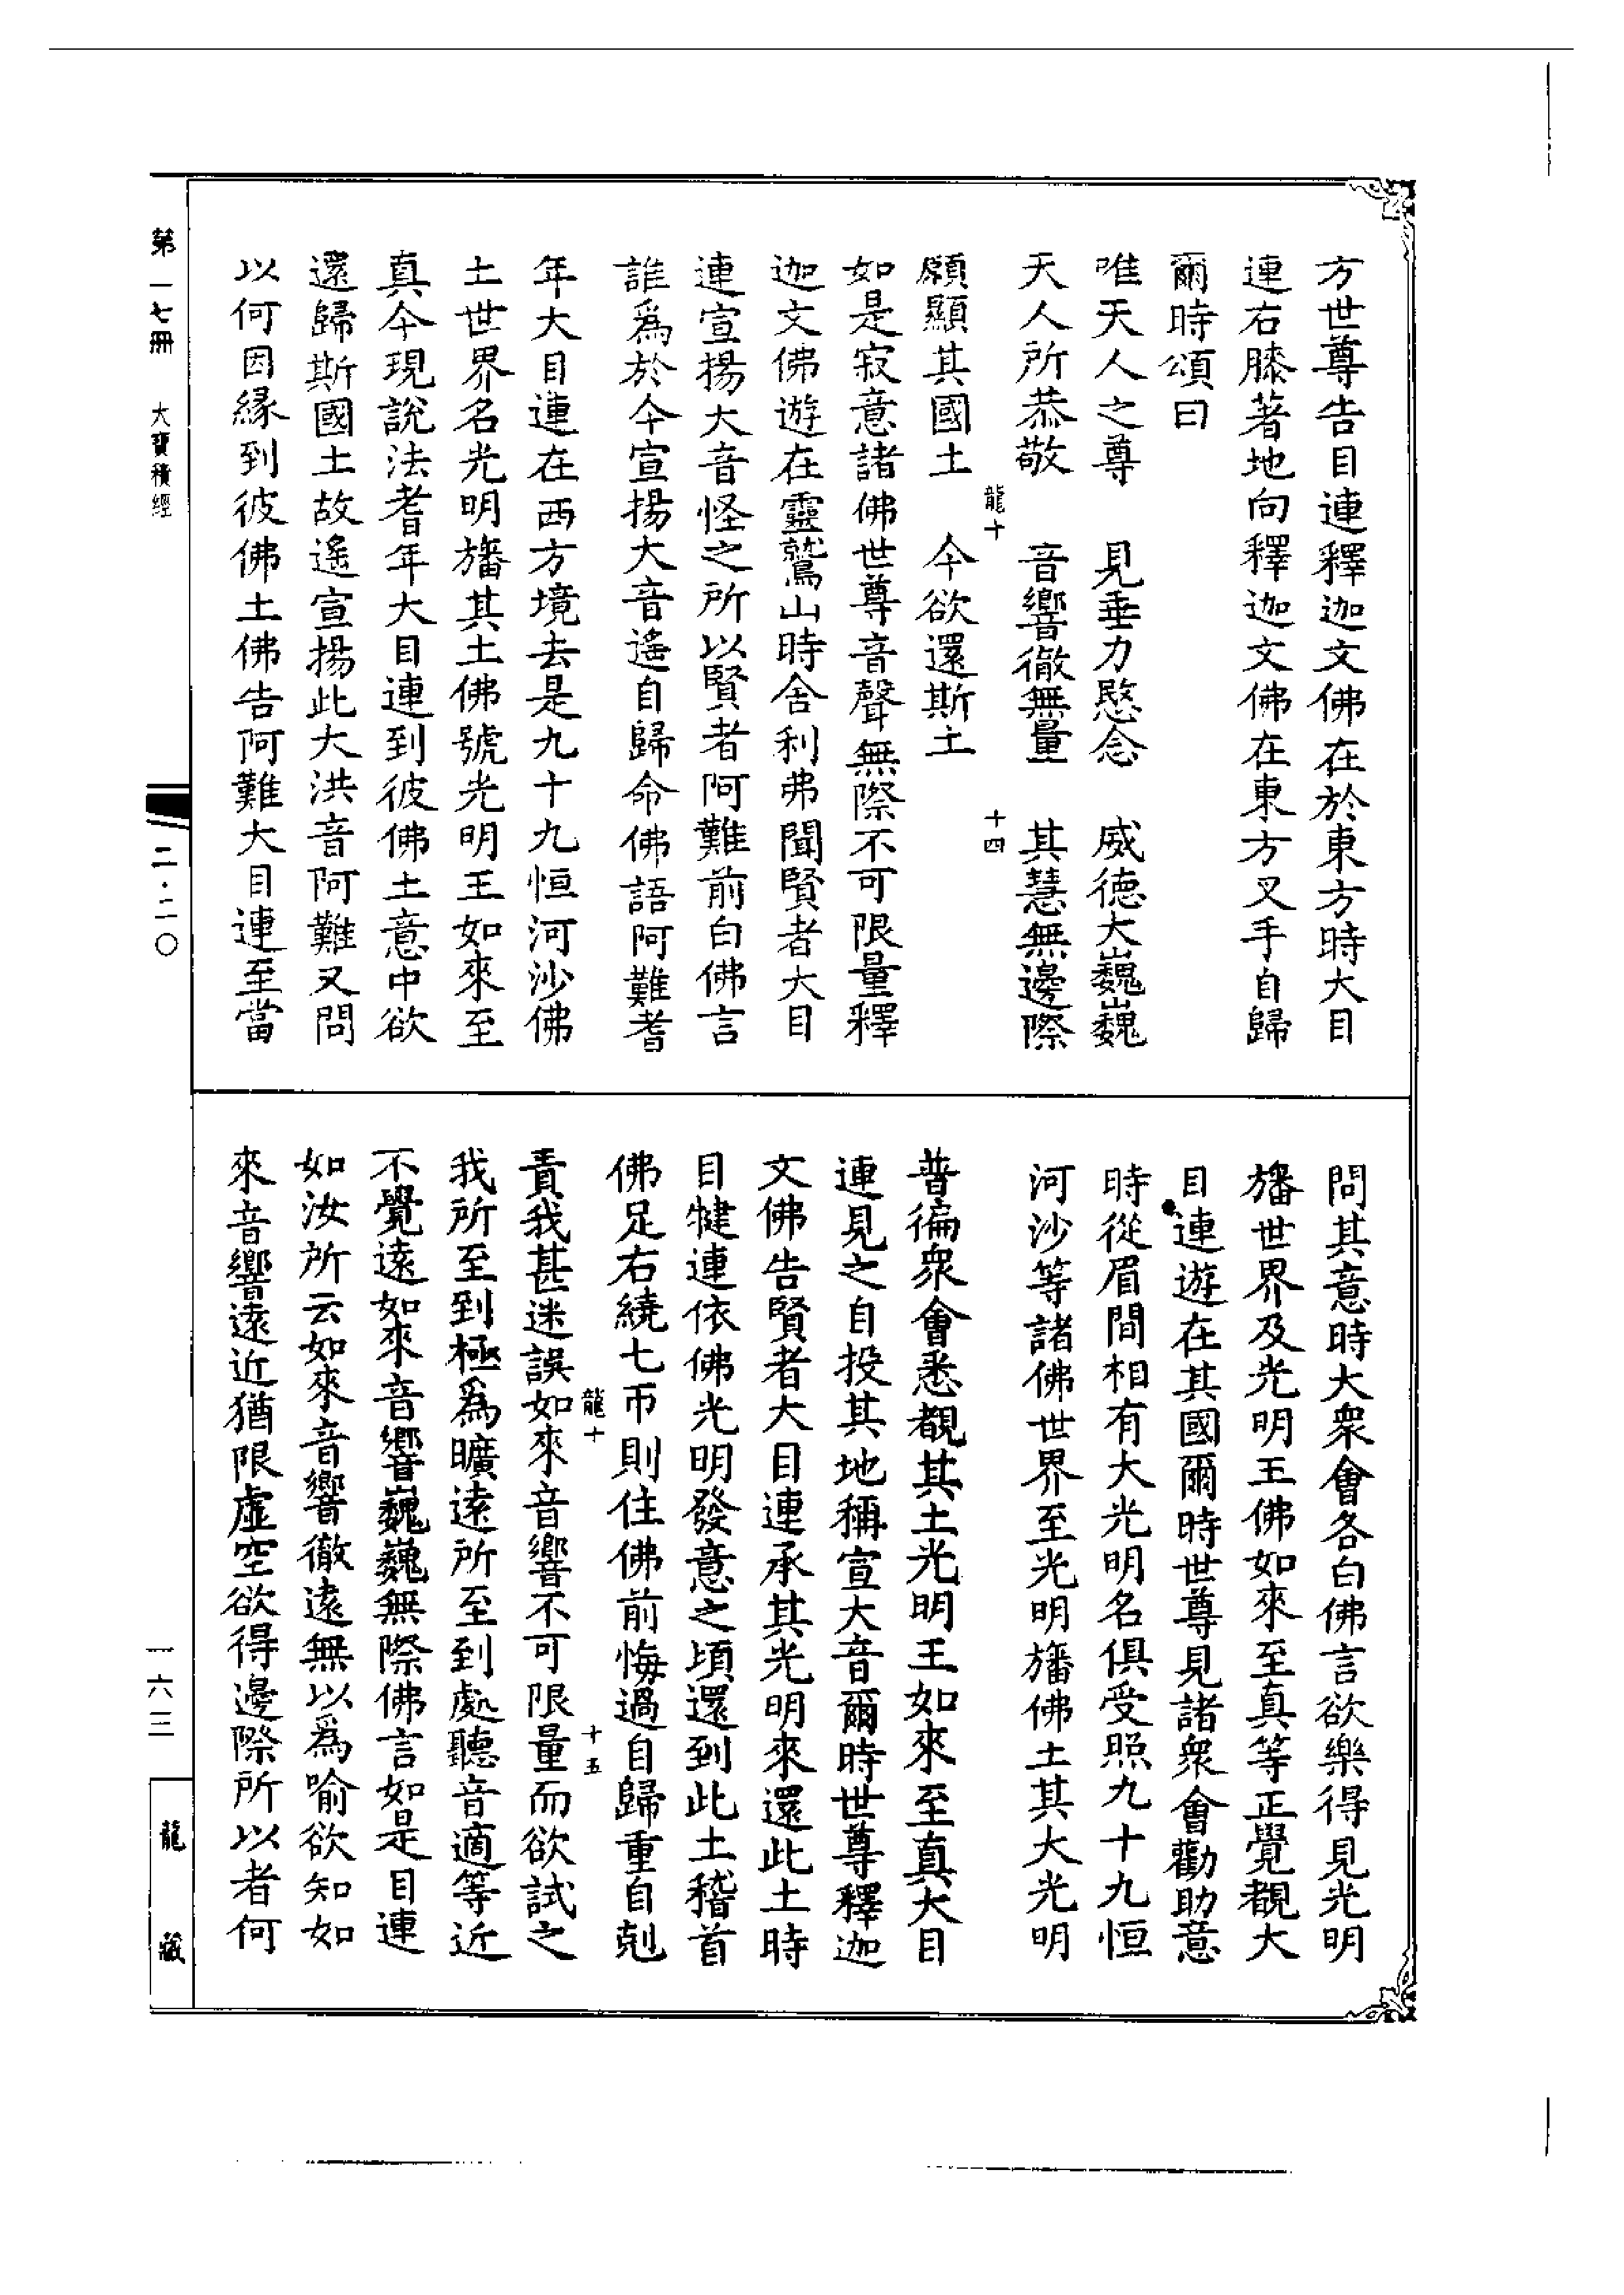 方世尊告目連釋迦文佛在於東方時大目
連右膝著地向釋迦文佛在東方叉手自歸
爾時頌曰
唯天人之尊　見垂力愍念　威德大巍巍
天人所恭敬　音響徹無量　其慧無邊際
龍十　十四
願顯其國土　今欲還斯土
如是寂意諸佛世尊音聲無際不可限量釋
迦文佛遊在靈鷲山時舍利弗聞賢者大目
連宣揚大音怪之所以賢者阿難前白佛言
誰爲於今宣揚大音遙自歸命佛語阿難耆
年大目連在西方境去是九十九恒河沙佛
土世界名光明旛其土佛號光明王如來至
真今現說法耆年大目連到彼佛土意中欲
還歸斯國土故遙宣揚此大洪音阿難又問
以何因緣到彼佛土佛告阿難大目連至當
問其意時大衆會各白佛言欲樂得見光明
旛世界及光明王佛如來至真等正覺覩大
目連遊在其國爾時世尊見諸衆會勸助意
時從眉間相有大光明名俱受照九十九恒
河沙等諸佛世界至光明旛佛土其大光明
普徧衆會悉覩其土光明王如來至真大目
連見之自投其地稱宣大音爾時世尊釋迦
文佛告賢者大目連承其光明來還此土時
目犍連依佛光明發意之頃還到此土稽首
佛足右繞七帀則住佛前悔過自歸重自剋
龍十　十五
責我甚迷誤如來音響不可限量而欲試之
我所至到極爲曠遠所至到處聽音適等近
不覺遠如來音響巍巍無際佛言如是目連
如汝所云如來音響徹遠無以爲喻欲知如
來音響遠近猶限虛空欲得邊際所以者何
第一七冊　大寶積經
二·二〇
一六三
龍藏